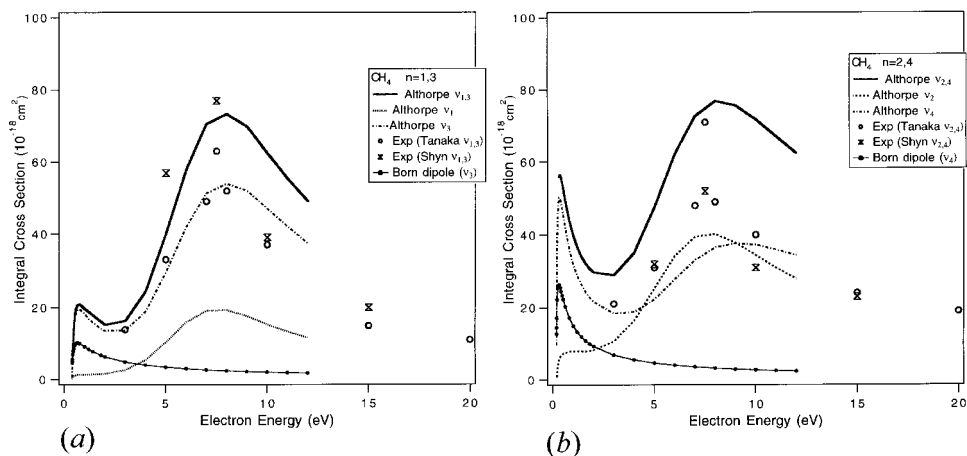 100
80
60
40
20
0
Integral Cross Section (10⁻¹⁸cm²)
CH₄ n=1,3
Althorpe ν₁,₃
Althorpe ν₁
Althorpe ν₃
Exp (Tanaka ν₁,₃)
Exp (Shyn ν₁,₃)
Born dipole (ν₃)
0 5 10 15 20
Electron Energy (eV)
(a)
100
80
60
40
20
0
Integral Cross Section (10⁻¹⁸cm²)
CH₄ n=2,4
Althorpe ν₂,₄
Althorpe ν₂
Althorpe ν₄
Exp (Tanaka ν₂,₄)
Exp (Shyn ν₂,₄)
Born dipole (ν₄)
0 5 10 15 20
Electron Energy (eV)
(b)